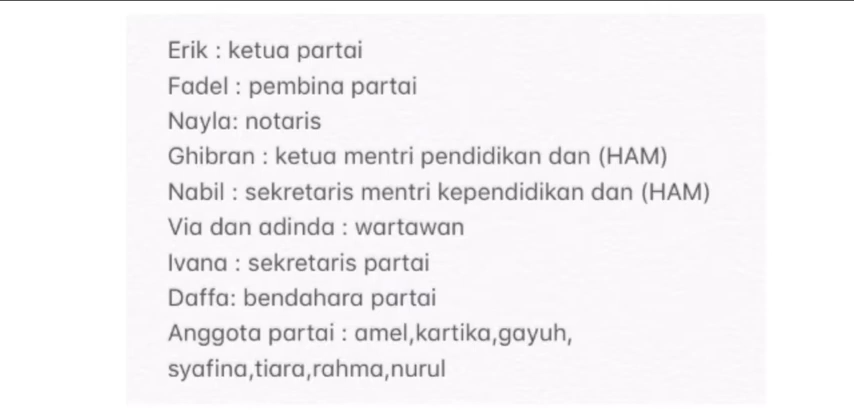 Erik : ketua partai
Fadel : pembina partai
Nayla: notaris
Ghibran : ketua mentri pendidikan dan (HAM)
Nabil : sekretaris mentri kependidikan dan (HAM)
Via dan adinda : wartawan
Ivana : sekretaris partai
Daffa: bendahara partai
Anggota partai : amel,kartika,gayuh,
syafina,tiara,rahma,nurul